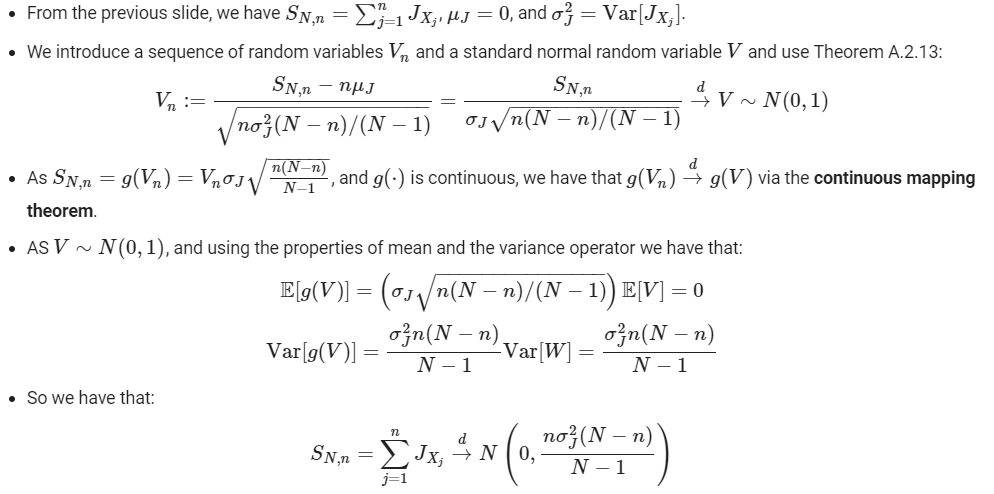 • From the previous slide, we have $S_{N,n} = \sum_{j=1}^{n} J_{X_j}$, $\mu_J = 0$, and $\sigma_J^2 = \text{Var}[J_{X_j}]$.
• We introduce a sequence of random variables $V_n$ and a standard normal random variable $V$ and use Theorem A.2.13:
$V_n := \frac{S_{N,n} - n\mu_J}{\sqrt{n\sigma_J^2(N-n)/(N-1)}} = \frac{S_{N,n}}{\sigma_J\sqrt{n(N-n)/(N-1)}} \xrightarrow{d} V \sim N(0,1)$
• As $S_{N,n} = g(V_n) = V_n\sigma_J\sqrt{\frac{n(N-n)}{N-1}}$, and $g(\cdot)$ is continuous, we have that $g(V_n) \xrightarrow{d} g(V)$ via the continuous mapping
theorem.
• AS $V \sim N(0,1)$, and using the properties of mean and the variance operator we have that:
$\mathbb{E}[g(V)] = \left(\sigma_J\sqrt{n(N-n)/(N-1)}\right)\mathbb{E}[V] = 0$
$\text{Var}[g(V)] = \frac{\sigma_J^2 n(N-n)}{N-1}\text{Var}[W] = \frac{\sigma_J^2 n(N-n)}{N-1}$
• So we have that:
$S_{N,n} = \sum_{j=1}^{n} J_{X_j} \xrightarrow{d} N\left(0, \frac{n\sigma_J^2(N-n)}{N-1}\right)$